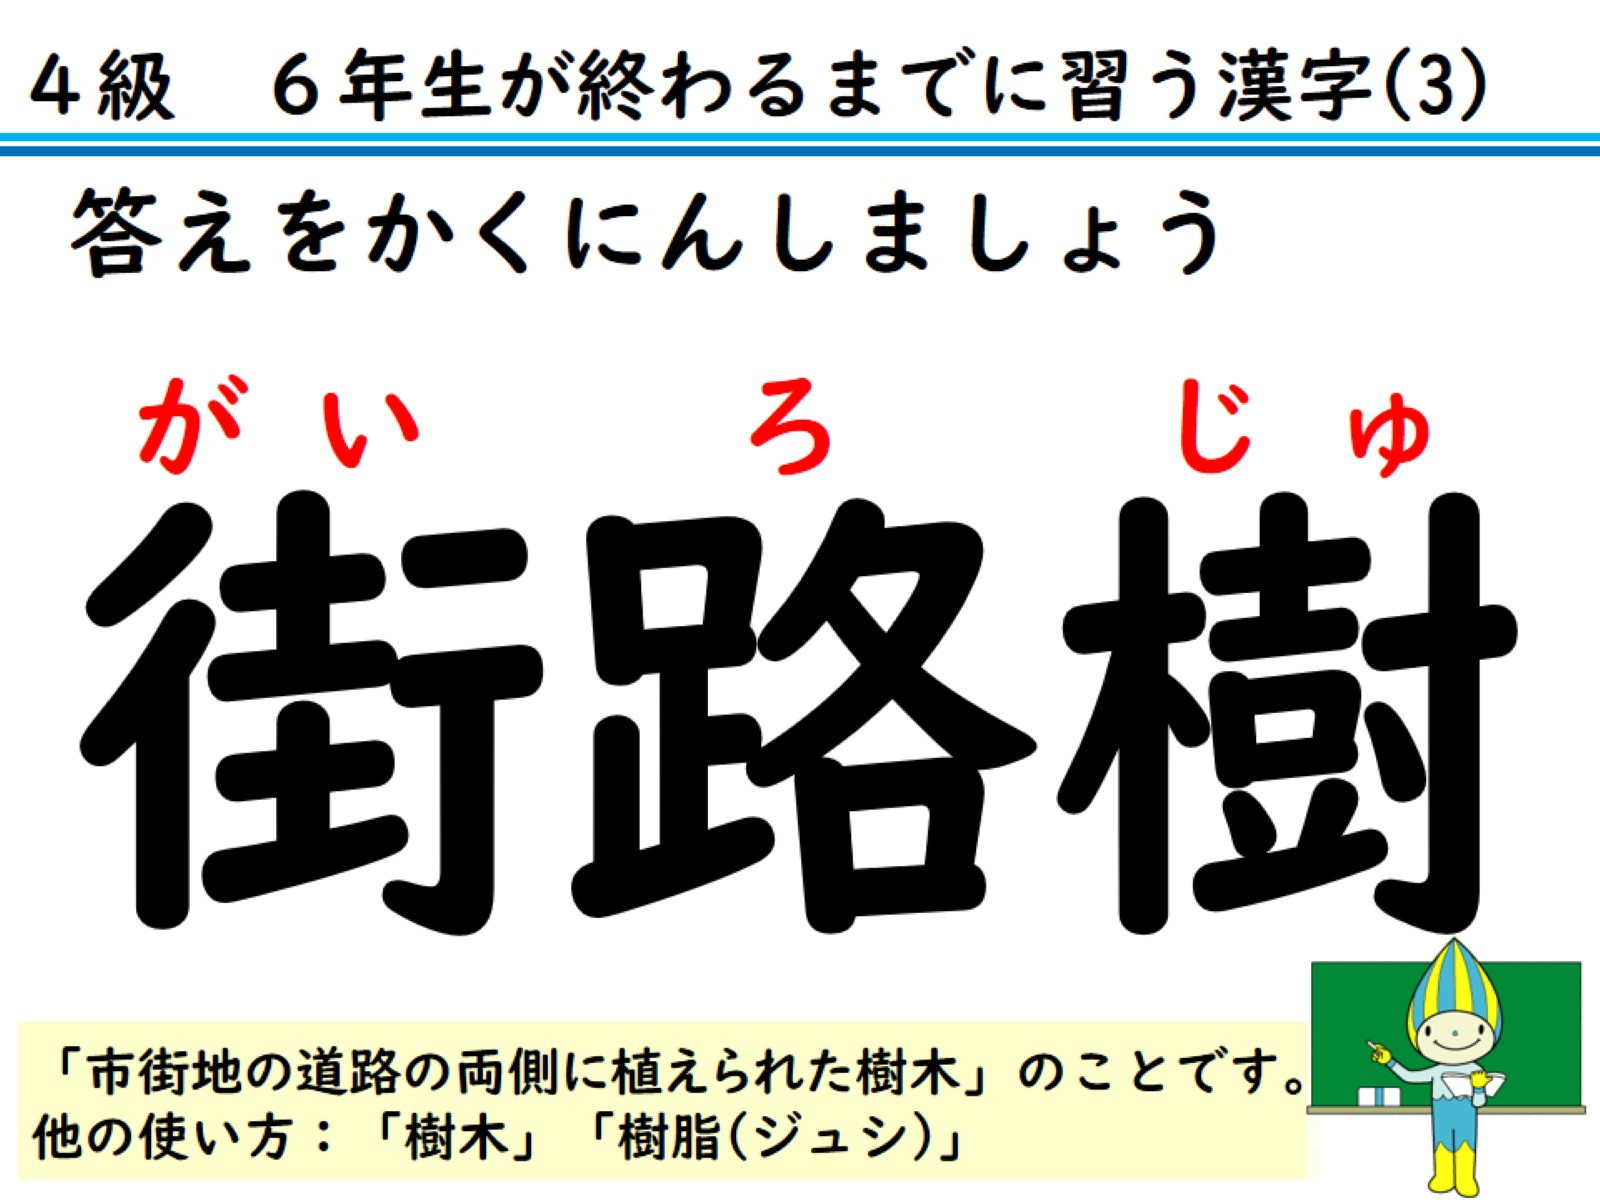 ４級　６年生が終わるまでに習う漢字(3)
答えをかくにんしましょう
がい　ろ　じゅ
街路樹
「市街地の道路の両側に植えられた樹木」のことです。
他の使い方：「樹木」「樹脂(ジュシ)」